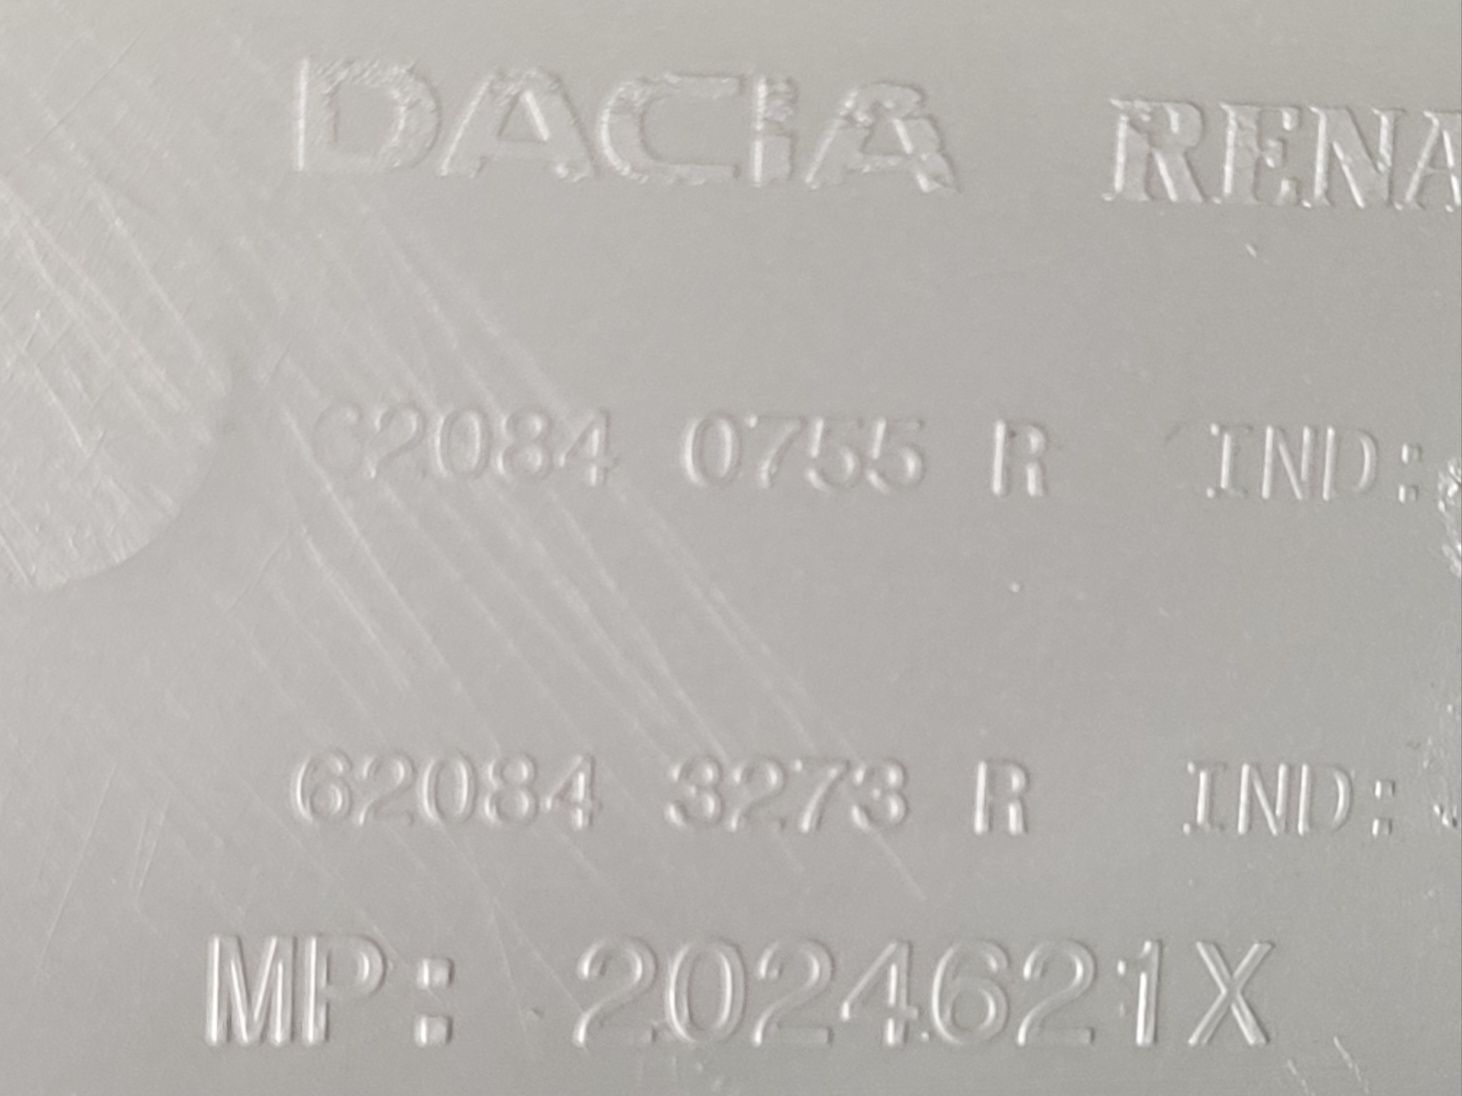 DACIA RENA
62084 0755 R IND:
62084 3273 R IND:
MP: 2024621X